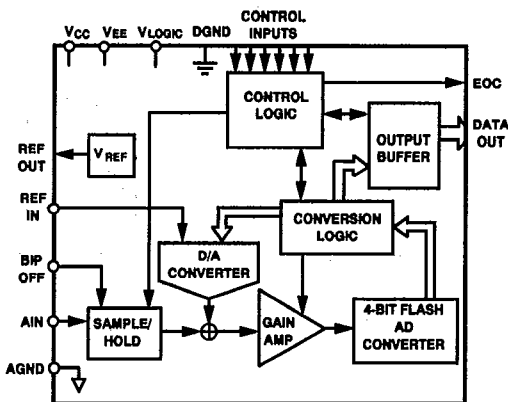 VCC VEE VLOGIC DGND CONTROL
INPUTS
EOC
CONTROL
LOGIC
OUTPUT
BUFFER
DATA
OUT
REF
OUT
VREF
REF
IN
CONVERSION
LOGIC
D/A
CONVERTER
BIP
OFF
AIN
SAMPLE/
HOLD
GAIN
AMP
4-BIT FLASH
AD
CONVERTER
AGND